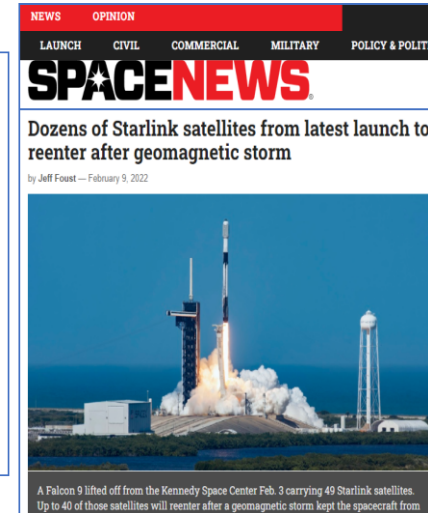 NEWS OPINION
LAUNCH CIVIL COMMERCIAL MILITARY POLICY &
SPACENEWS®
Dozens of Starlink satellites from latest launch to
reenter after geomagnetic storm
by Jeff Foust — February 9, 2022
A Falcon 9 lifted off from the Kennedy Space Center Feb. 3 carrying 49 Starlink satellites.
Up to 40 of those satellites will reenter after a geomagnetic storm kept the spacecraft from